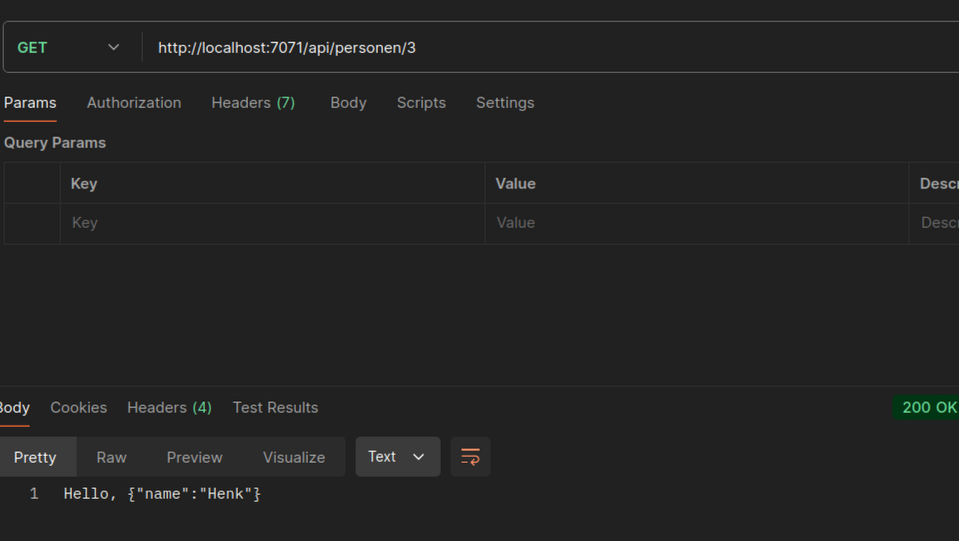 GET http://localhost:7071/api/personen/3
Params Authorization Headers (7) Body Scripts Settings
Query Params
Key Value Descr
Key Value Descr
Body Cookies Headers (4) Test Results 200 OK
Pretty Raw Preview Visualize Text
1 Hello, {"name":"Henk"}